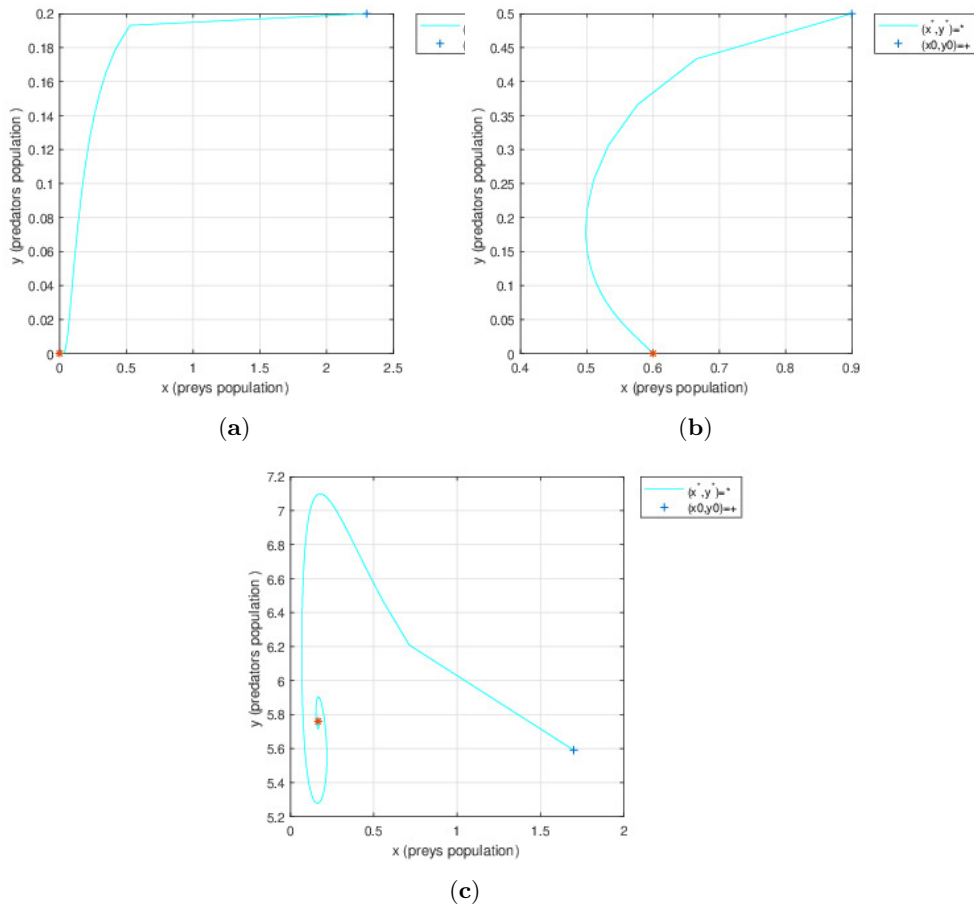 0.2
0.18
0.16
0.14
0.12
0.1
0.08
0.06
0.04
0.02
0
y (predators population )
0 0.5 1 1.5 2 2.5
x (preys population)
(
(
(a)
0.5
0.45
0.4
0.35
0.3
0.25
0.2
0.15
0.1
0.05
0
y (predators population )
0.4 0.5 0.6 0.7 0.8 0.9
x (preys population)
(x*,y*)=*
(x0,y0)=+
(b)
7.2
7
6.8
6.6
6.4
6.2
6
5.8
5.6
5.4
5.2
y (predators population )
0 0.5 1 1.5 2
x (preys population)
(x*,y*)=*
(x0,y0)=+
(c)